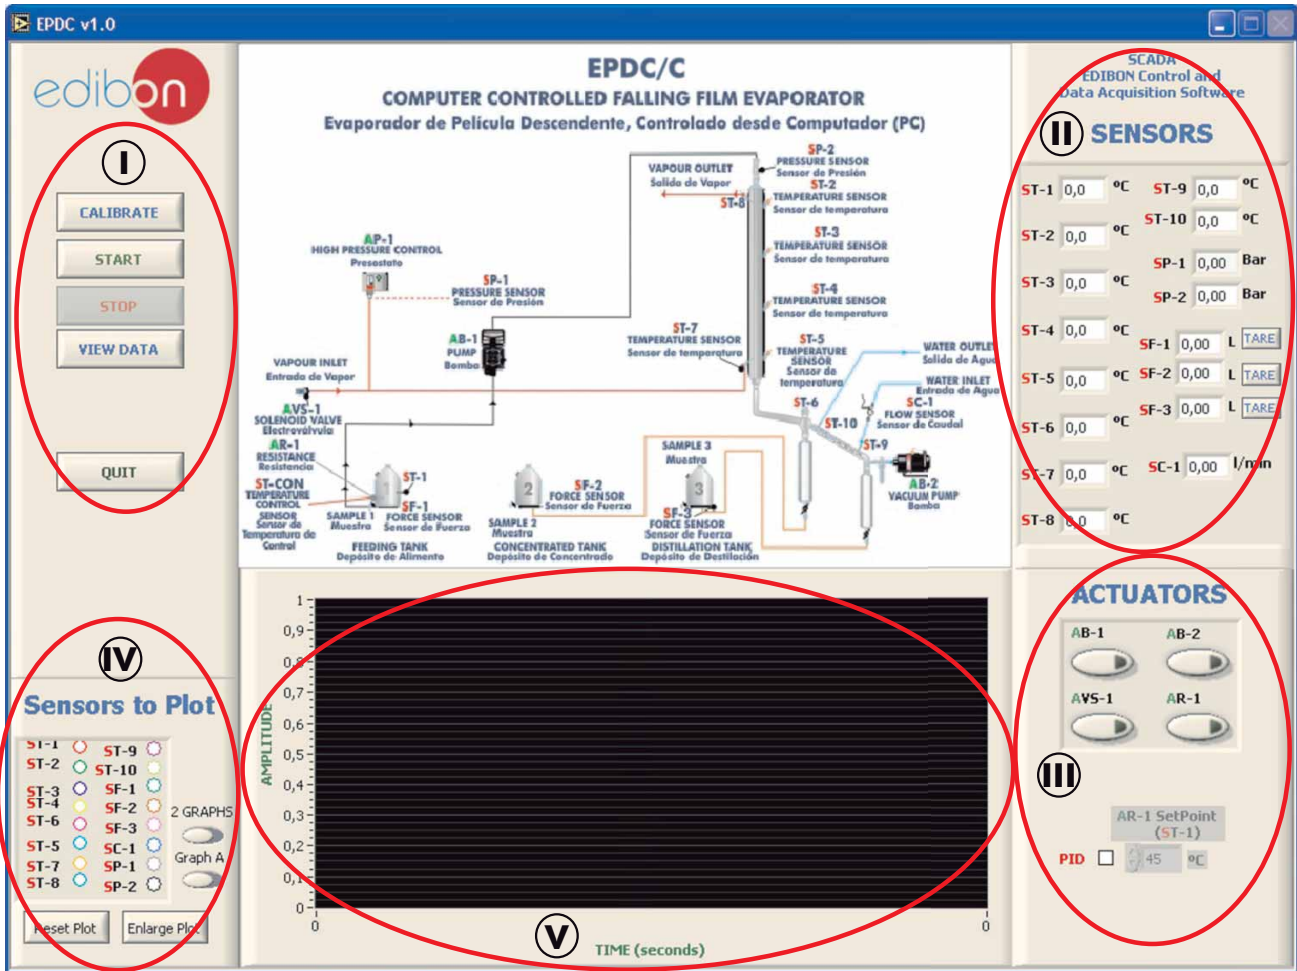 EPDC v1.0
edibon
I
CALIBRATE
START
STOP
VIEW DATA
QUIT
EPDC/C
COMPUTER CONTROLLED FALLING FILM EVAPORATOR
Evaporador de Película Descendente, Controlado desde Computador (PC)
SP-2
PRESSURE SENSOR
Sensor de Presión
VAPOUR OUTLET
Salida de Vapor
ST-8
ST-2
TEMPERATURE SENSOR
Sensor de temperatura
ST-3
TEMPERATURE SENSOR
Sensor de temperatura
ST-4
TEMPERATURE SENSOR
Sensor de temperatura
AP-1
HIGH PRESSURE CONTROL
Presostato
SP-1
PRESSURE SENSOR
Sensor de Presión
AB-1
PUMP
Bomba
ST-7
TEMPERATURE SENSOR
Sensor de temperatura
ST-5
TEMPERATURE
SENSOR
Sensor de
temperatura
WATER OUTLET
Salida de Agua
WATER INLET
Entrada de Agua
VAPOUR INLET
Entrada de Vapor
AVS-1
SOLENOID VALVE
Electroválvula
AR-1
RESISTANCE
Resistencia
ST-6
ST-10
SC-1
FLOW SENSOR
Sensor de Caudal
ST-9
AB-2
VACUUM PUMP
Bomba
ST-CON
TEMPERATURE
CONTROL
SENSOR
Sensor de
Temperatura de
Control
1
ST-1
SF-1
FORCE SENSOR
Sensor de Fuerza
SAMPLE 1
Muestra
FEEDING TANK
Depósito de Alimento
2
SF-2
FORCE SENSOR
Sensor de Fuerza
SAMPLE 2
Muestra
CONCENTRATED TANK
Depósito de Concentrado
SAMPLE 3
Muestra
3
SF-3
FORCE SENSOR
Sensor de Fuerza
DISTILLATION TANK
Depósito de Destilación
SCADA
EDIBON Control and
Data Acquisition Software
II
SENSORS
ST-1 0,0 ºC
ST-2 0,0 ºC
ST-3 0,0 ºC
ST-4 0,0 ºC
ST-5 0,0 ºC
ST-6 0,0 ºC
ST-7 0,0 ºC
ST-8 0,0 ºC
ST-9 0,0 ºC
ST-10 0,0 ºC
SP-1 0,00 Bar
SP-2 0,00 Bar
SF-1 0,00 L TARE
SF-2 0,00 L TARE
SF-3 0,00 L TARE
SC-1 0,00 l/min
IV
Sensors to Plot
ST-1
ST-2
ST-3
ST-4
ST-6
ST-5
ST-7
ST-8
ST-9
ST-10
SF-1
SF-2
SF-3
SC-1
SP-1
SP-2
2 GRAPHS
Graph A
Reset Plot
Enlarge Plot
AMPLITUDE
1
0,9
0,8
0,7
0,6
0,5
0,4
0,3
0,2
0,1
0
0
0
V
TIME (seconds)
ACTUATORS
AB-1
AB-2
AVS-1
AR-1
III
AR-1 SetPoint
(ST-1)
PID
45 ºC